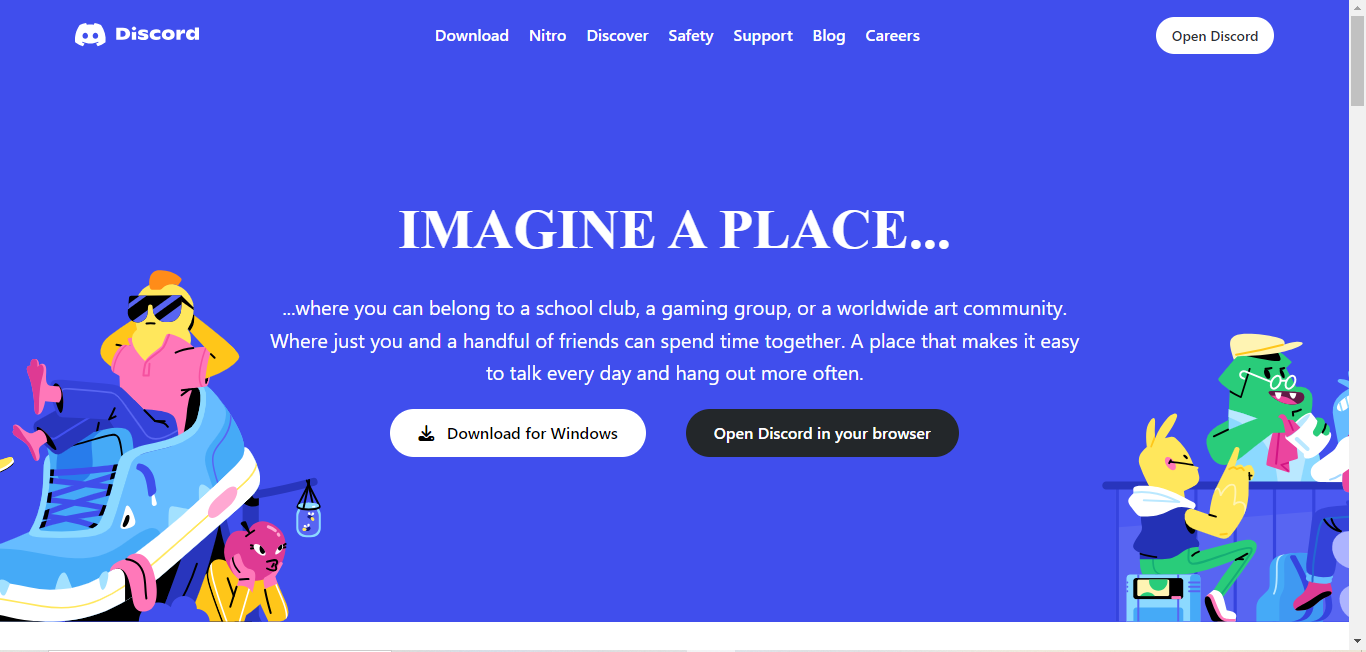 Discord
Download Nitro Discover Safety Support Blog Careers
Open Discord
IMAGINE A PLACE...
...where you can belong to a school club, a gaming group, or a worldwide art community.
Where just you and a handful of friends can spend time together. A place that makes it easy
to talk every day and hang out more often.
Download for Windows
Open Discord in your browser